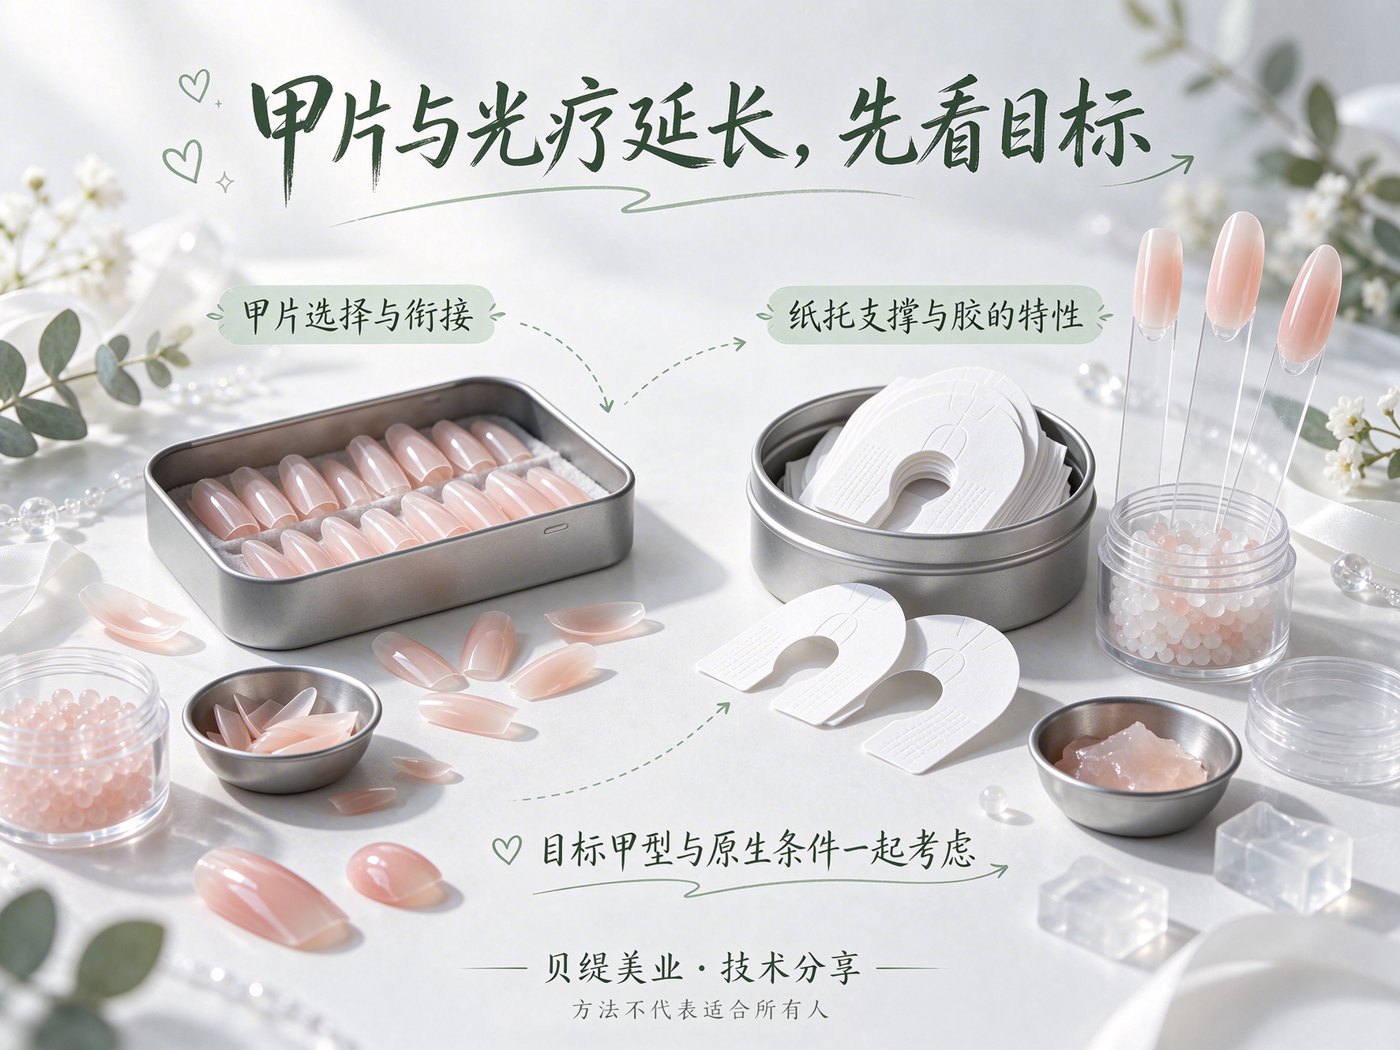 甲片与光疗延长，先看目标
甲片选择与衔接
纸托支撑与胶的特性
目标甲型与原生条件一起考虑
贝缇美业·技术分享
方法不代表适合所有人